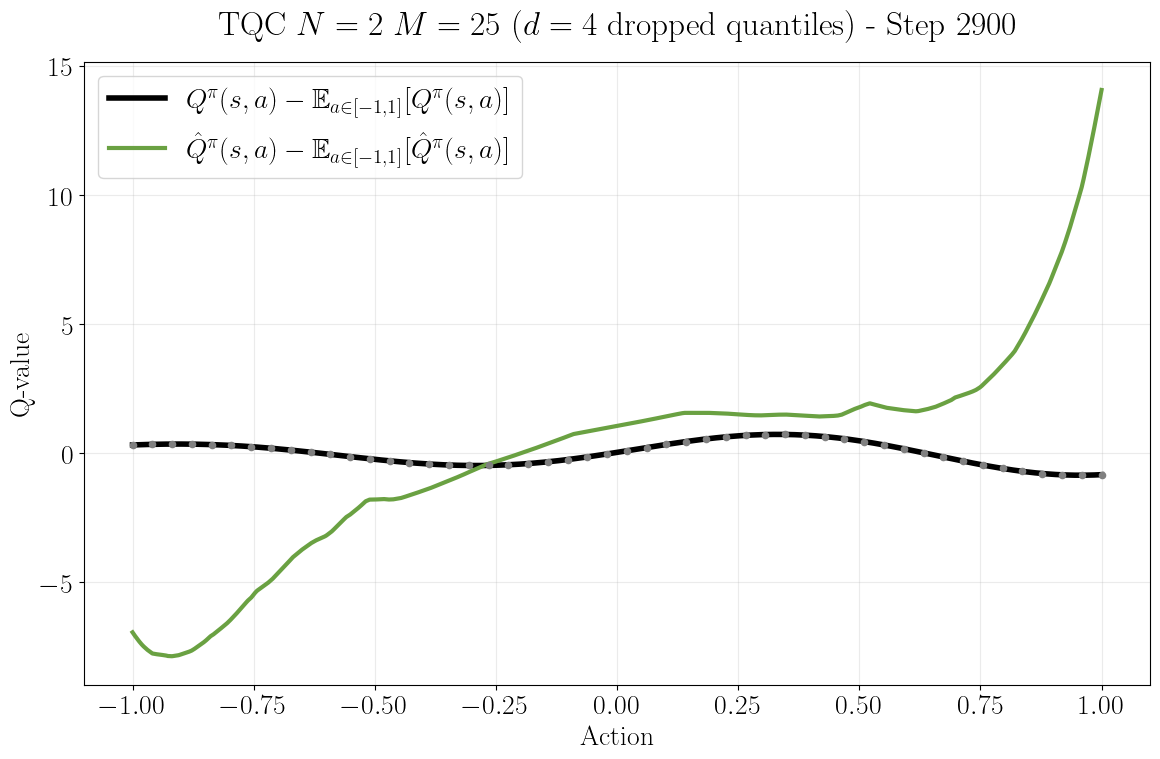 TQC N = 2 M = 25 (d = 4 dropped quantiles) - Step 2900
Q^π(s, a) − 𝔼_{a∈[−1,1]}[Q^π(s, a)]
Q̂^π(s, a) − 𝔼_{a∈[−1,1]}[Q̂^π(s, a)]
15
10
5
0
−5
Q-value
−1.00 −0.75 −0.50 −0.25 0.00 0.25 0.50 0.75 1.00
Action